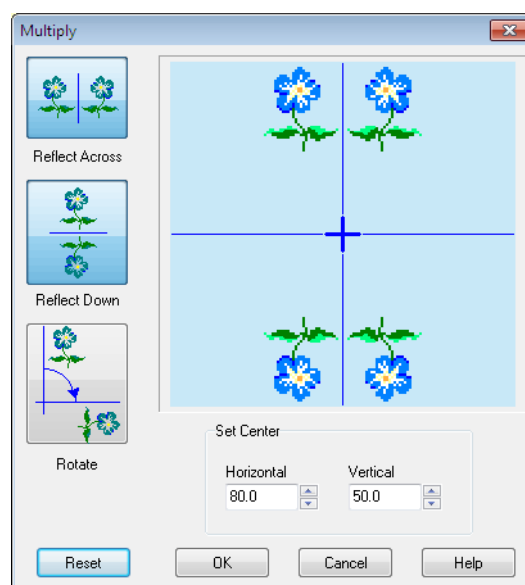 Multiply
Reflect Across
Reflect Down
Rotate
Set Center
Horizontal Vertical
80.0 50.0
Reset OK Cancel Help